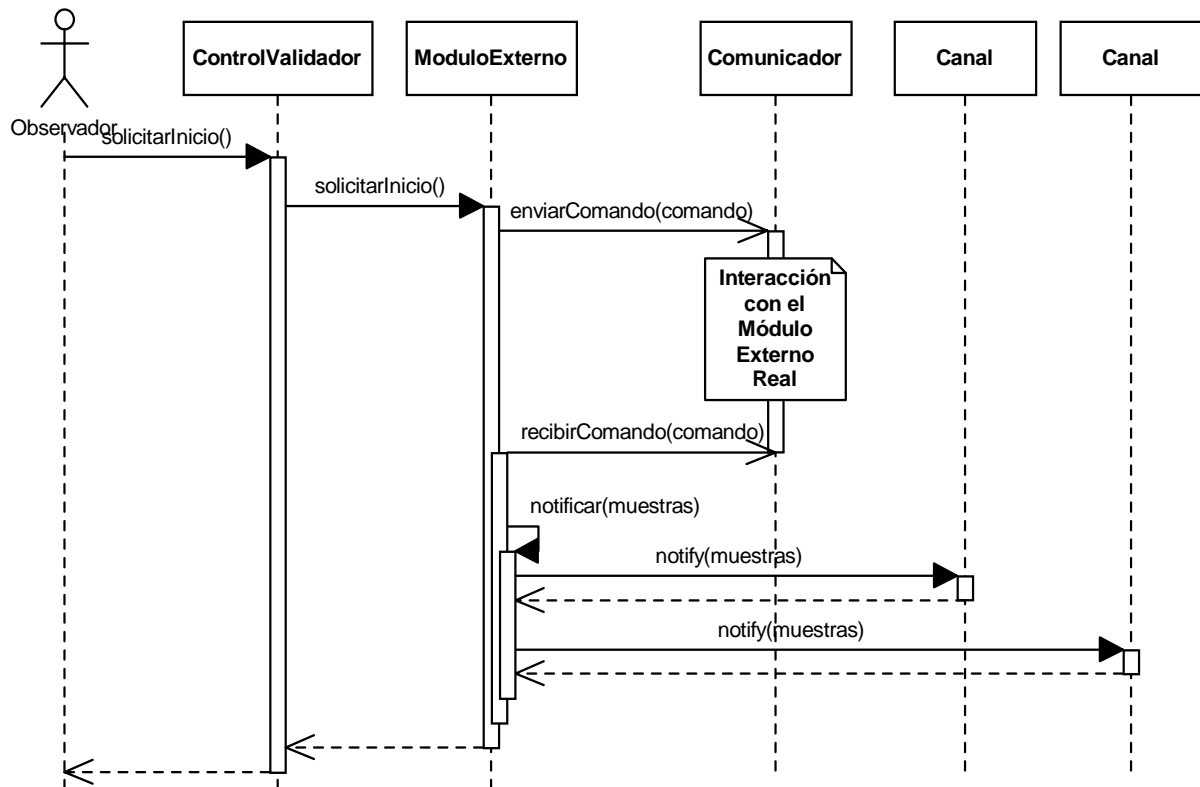 ControlValidador
ModuloExterno
Comunicador
Canal
Canal
Observador
solicitarInicio()
solicitarInicio()
enviarComando(comando)
Interacción
con el
Módulo
Externo
Real
recibirComando(comando)
notificar(muestras)
notify(muestras)
notify(muestras)